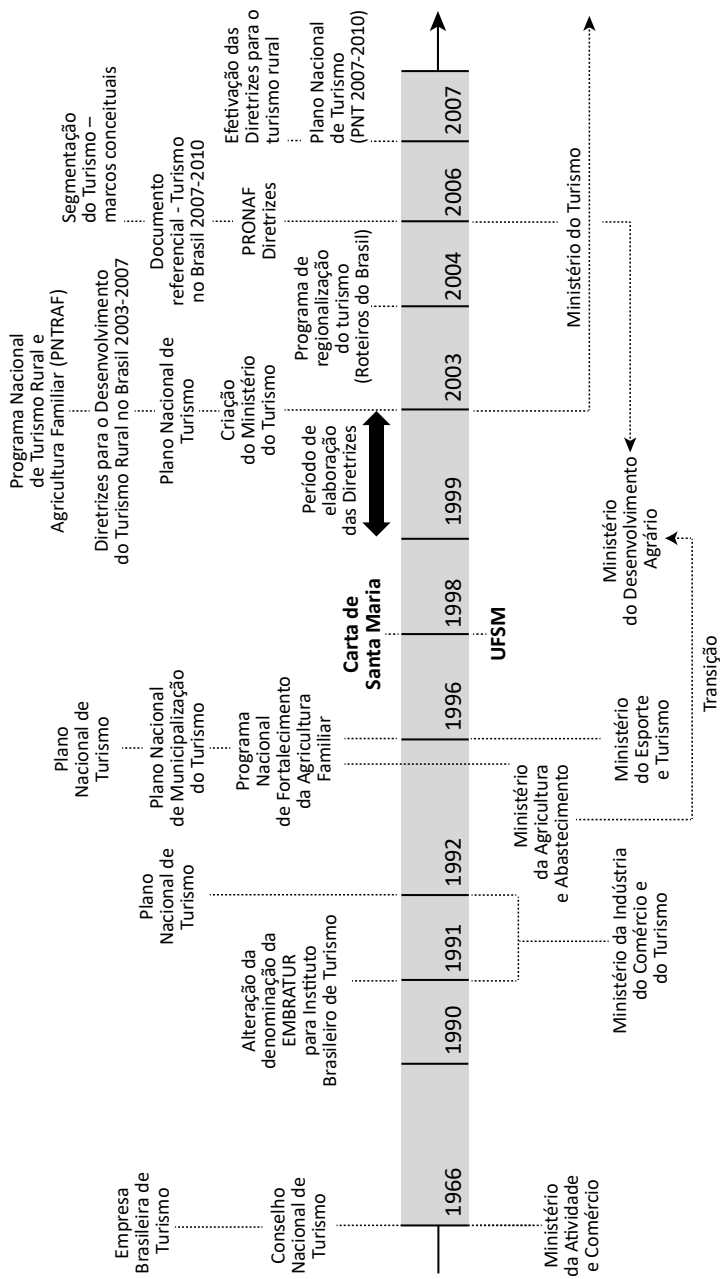 Empresa
Brasileira de
Turismo
Conselho
Nacional de
Turismo
1966
Ministério
da Atividade
e Comércio
1990
Alteração da
denominação da
EMBRATUR
para Instituto
Brasileiro de Turismo
1991
Plano
Nacional de
Turismo
1992
Ministério da Indústria
do Comércio e
do Turismo
Plano
Nacional de
Turismo
Plano Nacional
de Municipalização
do Turismo
Programa
Nacional
de Fortalecimento
da Agricultura
Familiar
1996
Ministério
da Agricultura
e Abastecimento
Ministério
do Esporte
e Turismo
Carta de
Santa Maria
1998
UFSM
Transição
1999
Ministério
do Desenvolvimento
Agrário
Período de
elaboração
das Diretrizes
Programa Nacional
de Turismo Rural e
Agricultura Familiar (PNTRAF)
Diretrizes para o Desenvolvimento
do Turismo Rural no Brasil 2003-2007
Plano Nacional de
Turismo
Criação
do Ministério
do Turismo
2003
Programa de
regionalização
do turismo
(Roteiros do Brasil)
2004
Ministério do Turismo
Segmentação
do Turismo –
marcos conceituais
Documento
referencial - Turismo
no Brasil 2007-2010
PRONAF
Diretrizes
2006
Efetivação das
Diretrizes para o
turismo rural
Plano Nacional
de Turismo
(PNT 2007-2010)
2007